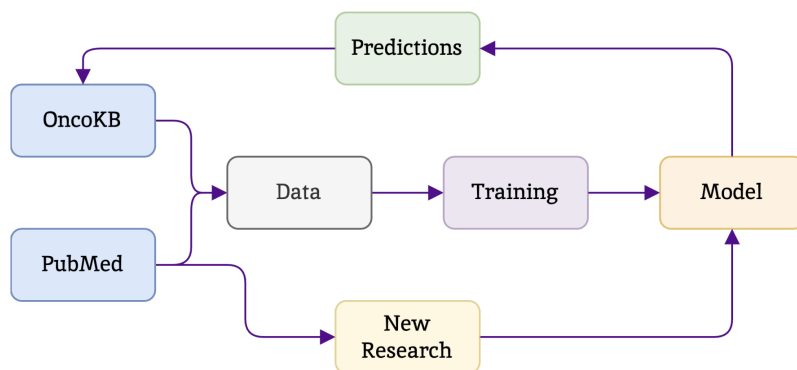 Predictions
OncoKB
Data
Training
Model
PubMed
New
Research